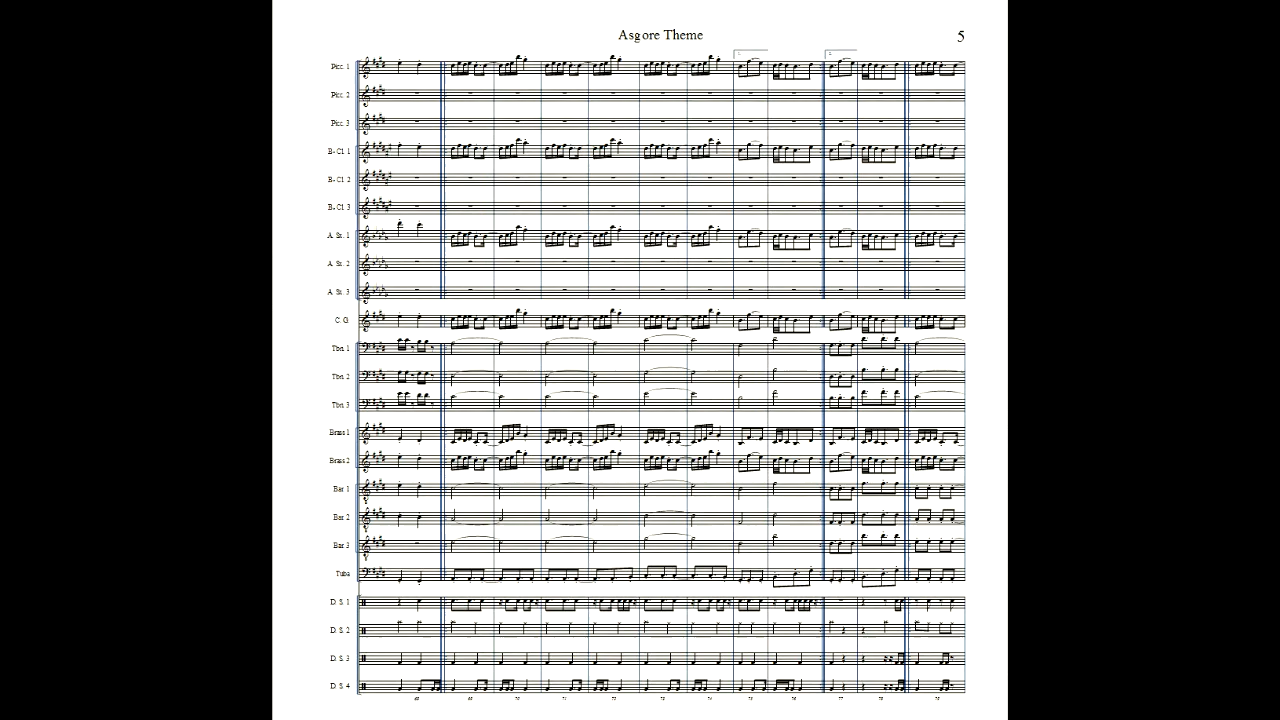 Asgore Theme
5
1.
2.
Picc. 1
Picc. 2
Picc. 3
B♭ Cl. 1
B♭ Cl. 2
B♭ Cl. 3
A. Sx. 1
A. Sx. 2
A. Sx. 3
C. G.
Tbn. 1
Tbn. 2
Tbn. 3
Brass 1
Brass 2
Bar. 1
Bar. 2
Bar. 3
Tuba
D. S. 1
D. S. 2
D. S. 3
D. S. 4